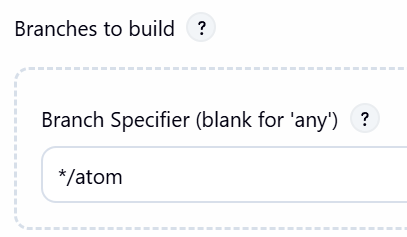 Branches to build ?
Branch Specifier (blank for 'any') ?
*/atom